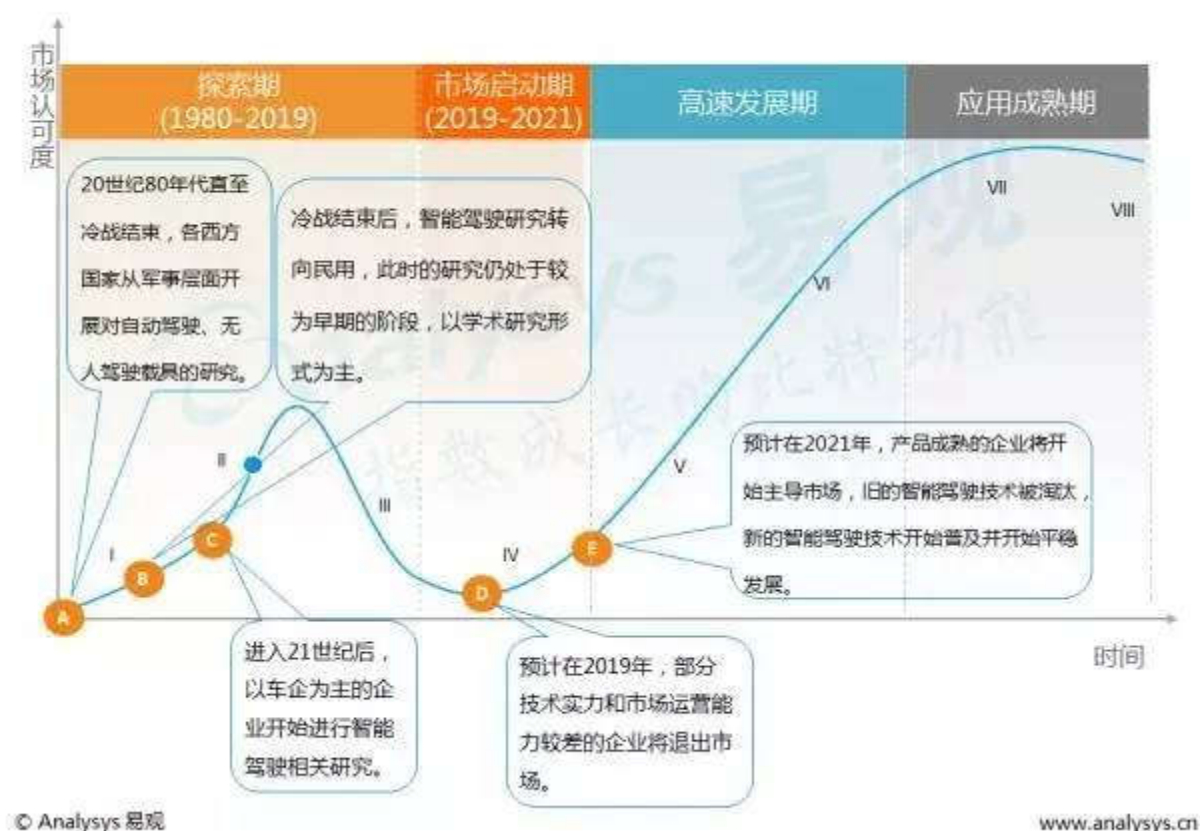 市场认可度
探索期
(1980-2019)
市场启动期
(2019-2021)
高速发展期
应用成熟期
20世纪80年代直至
冷战结束，各西方
国家从军事层面开
展对自动驾驶、无
人驾驶载具的研究。
冷战结束后，智能驾驶研究转
向民用，此时的研究仍处于较
为早期的阶段，以学术研究形
式为主。
VII
VIII
VI
II
III
V
I
IV
A
B
C
D
E
预计在2021年，产品成熟的企业将开
始主导市场，旧的智能驾驶技术被淘汰，
新的智能驾驶技术开始普及并开始平稳
发展。
进入21世纪后，
以车企为主的企
业开始进行智能
驾驶相关研究。
预计在2019年，部分
技术实力和市场运营能
力较差的企业将退出市
场。
时间
Analysys 易观
指数成长的比特动能
© Analysys 易观
www.analysys.cn